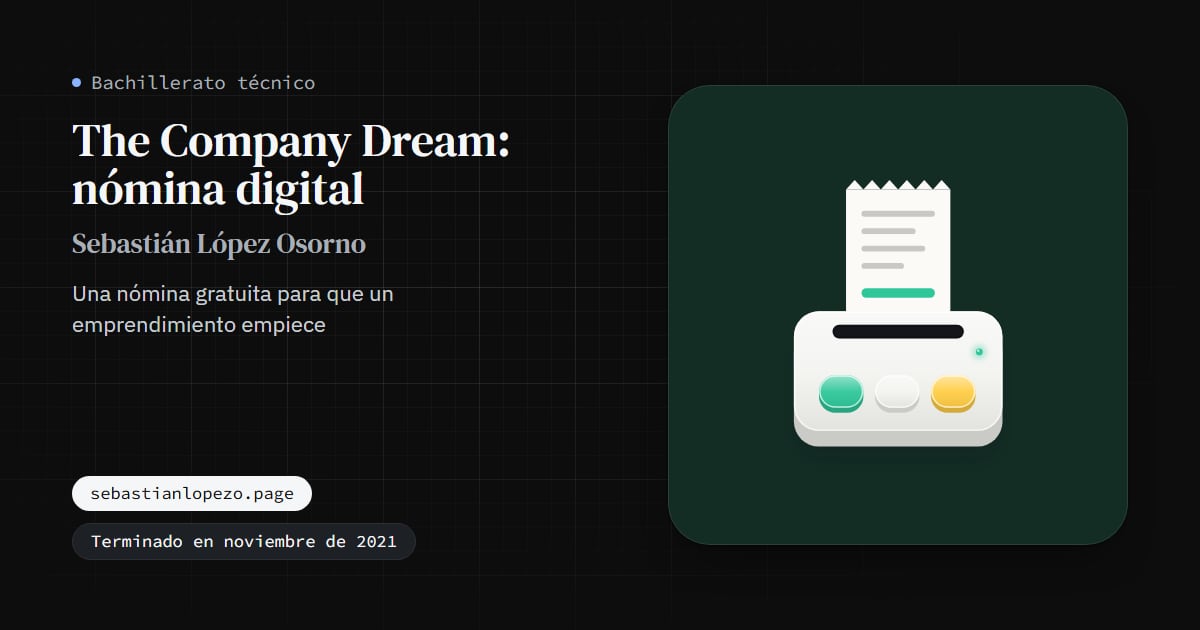 Bachillerato técnico
The Company Dream:
nómina digital
Sebastián López Osorno
Una nómina gratuita para que un
emprendimiento empiece
sebastianlopezo.page
Terminado en noviembre de 2021